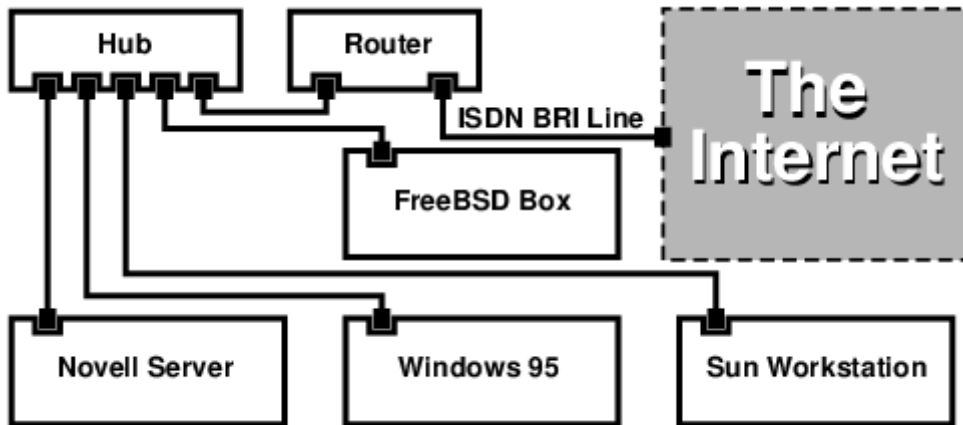 Hub
Router
The
Internet
ISDN BRI Line
FreeBSD Box
Novell Server
Windows 95
Sun Workstation